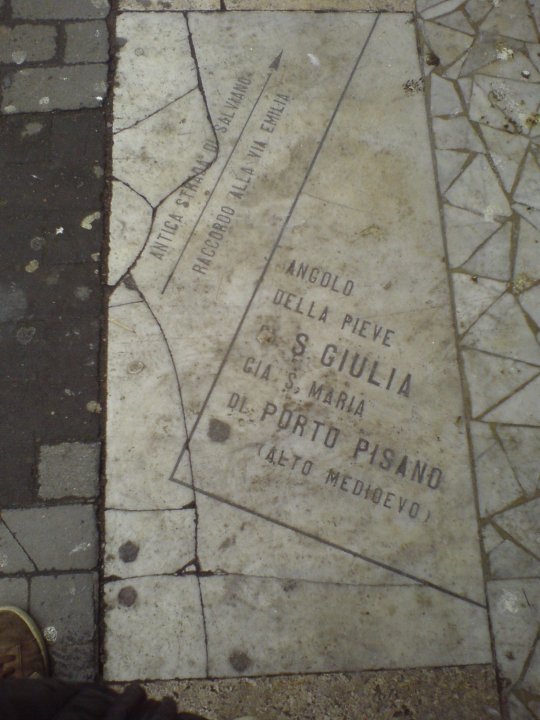 ANTICA STRADA DI SALVIANO
RACCORDO ALLA VIA EMILIA
ANGOLO
DELLA PIEVE
S. GIULIA
GIA S. MARIA
DI PORTO PISANO
(ALTO MEDIOEVO)